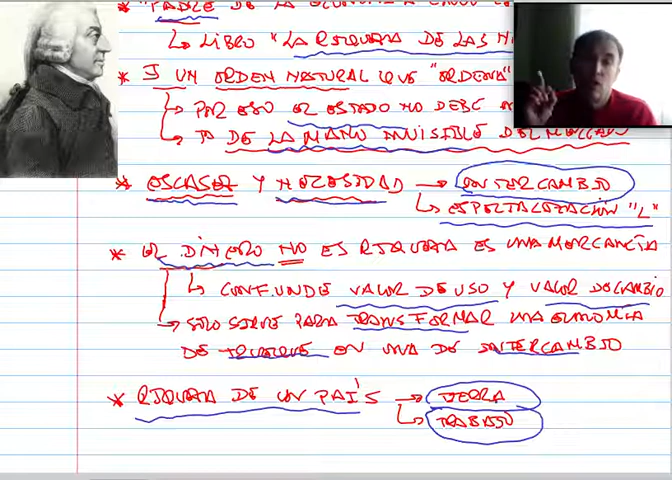 * "PADRE DE LA ECONOMIA
↳ LIBRO "LA RIQUEZA DE LAS N
* ∃ UN ORDEN NATURAL QUE "ORDENA"
↳ POR ESO EL ESTADO NO DEBE
↳ Tª DE LA MANO INVISIBLE DEL MERCADO
* ESCASEZ Y NECESIDAD → INTERCAMBIO
↳ ESPECIALIZACIÓN "L"
* EL DINERO NO ES RIQUEZA ES UNA MERCANCÍA
↳ CONFUNDE VALOR DE USO Y VALOR DE CAMBIO
↳ SOLO SIRVE PARA TRANSFORMAR UNA ECONOMIA
DE TRUEQUE EN UNA DE INTERCAMBIO
* RIQUEZA DE UN PAÍS → TIERRA
↳ TRABAJO